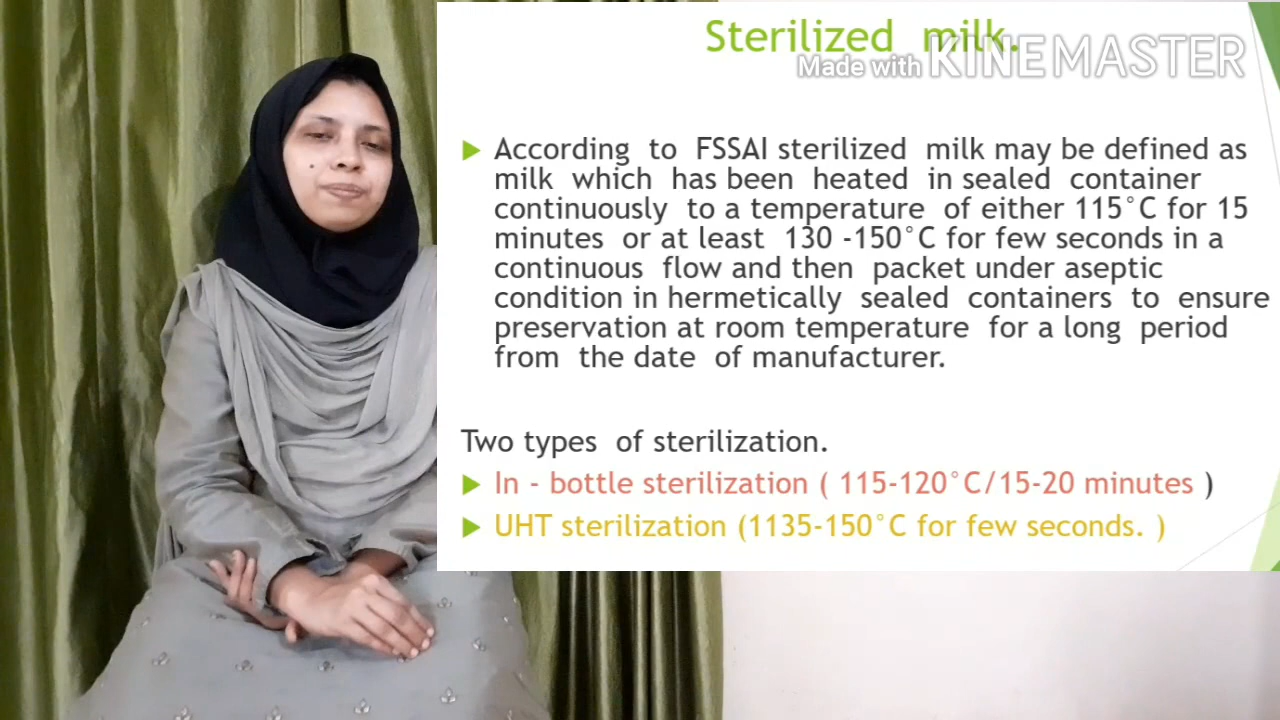 Sterilized milk.
Made with KINEMASTER
According to FSSAI sterilized milk may be defined as
milk which has been heated in sealed container
continuously to a temperature of either 115°C for 15
minutes or at least 130 -150°C for few seconds in a
continuous flow and then packet under aseptic
condition in hermetically sealed containers to ensure
preservation at room temperature for a long period
from the date of manufacturer.
Two types of sterilization.
In - bottle sterilization ( 115-120°C/15-20 minutes )
UHT sterilization (1135-150°C for few seconds. )